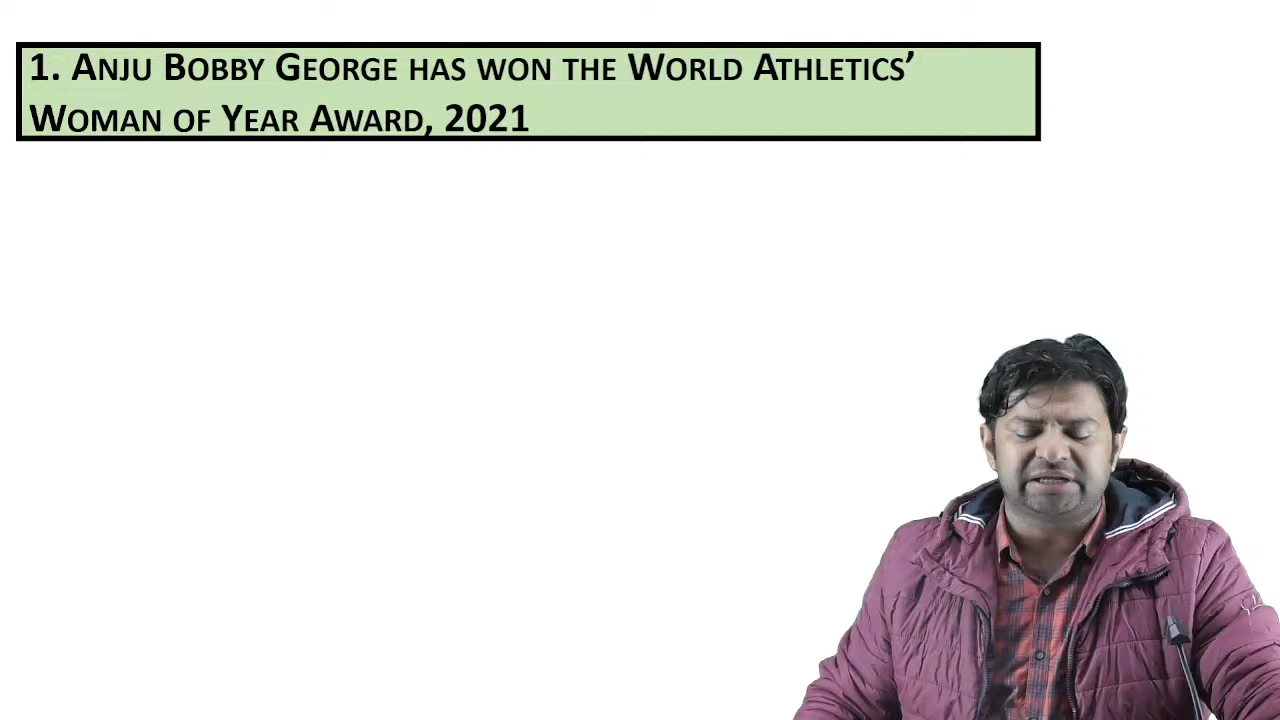 1. Anju Bobby George has won the World Athletics’
Woman of Year Award, 2021